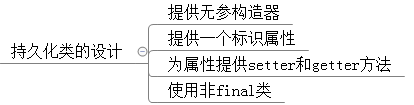 持久化类的设计
提供无参构造器
提供一个标识属性
为属性提供setter和getter方法
使用非final类